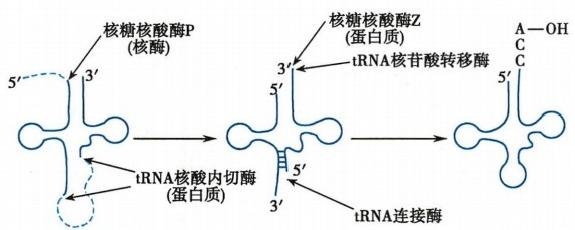 核糖核酸酶P
(核酶)
5′
3′
tRNA核酸内切酶
(蛋白质)
核糖核酸酶Z
(蛋白质)
3′
tRNA核苷酸转移酶
5′
5′
3′
tRNA连接酶
A—OH
C
C
5′